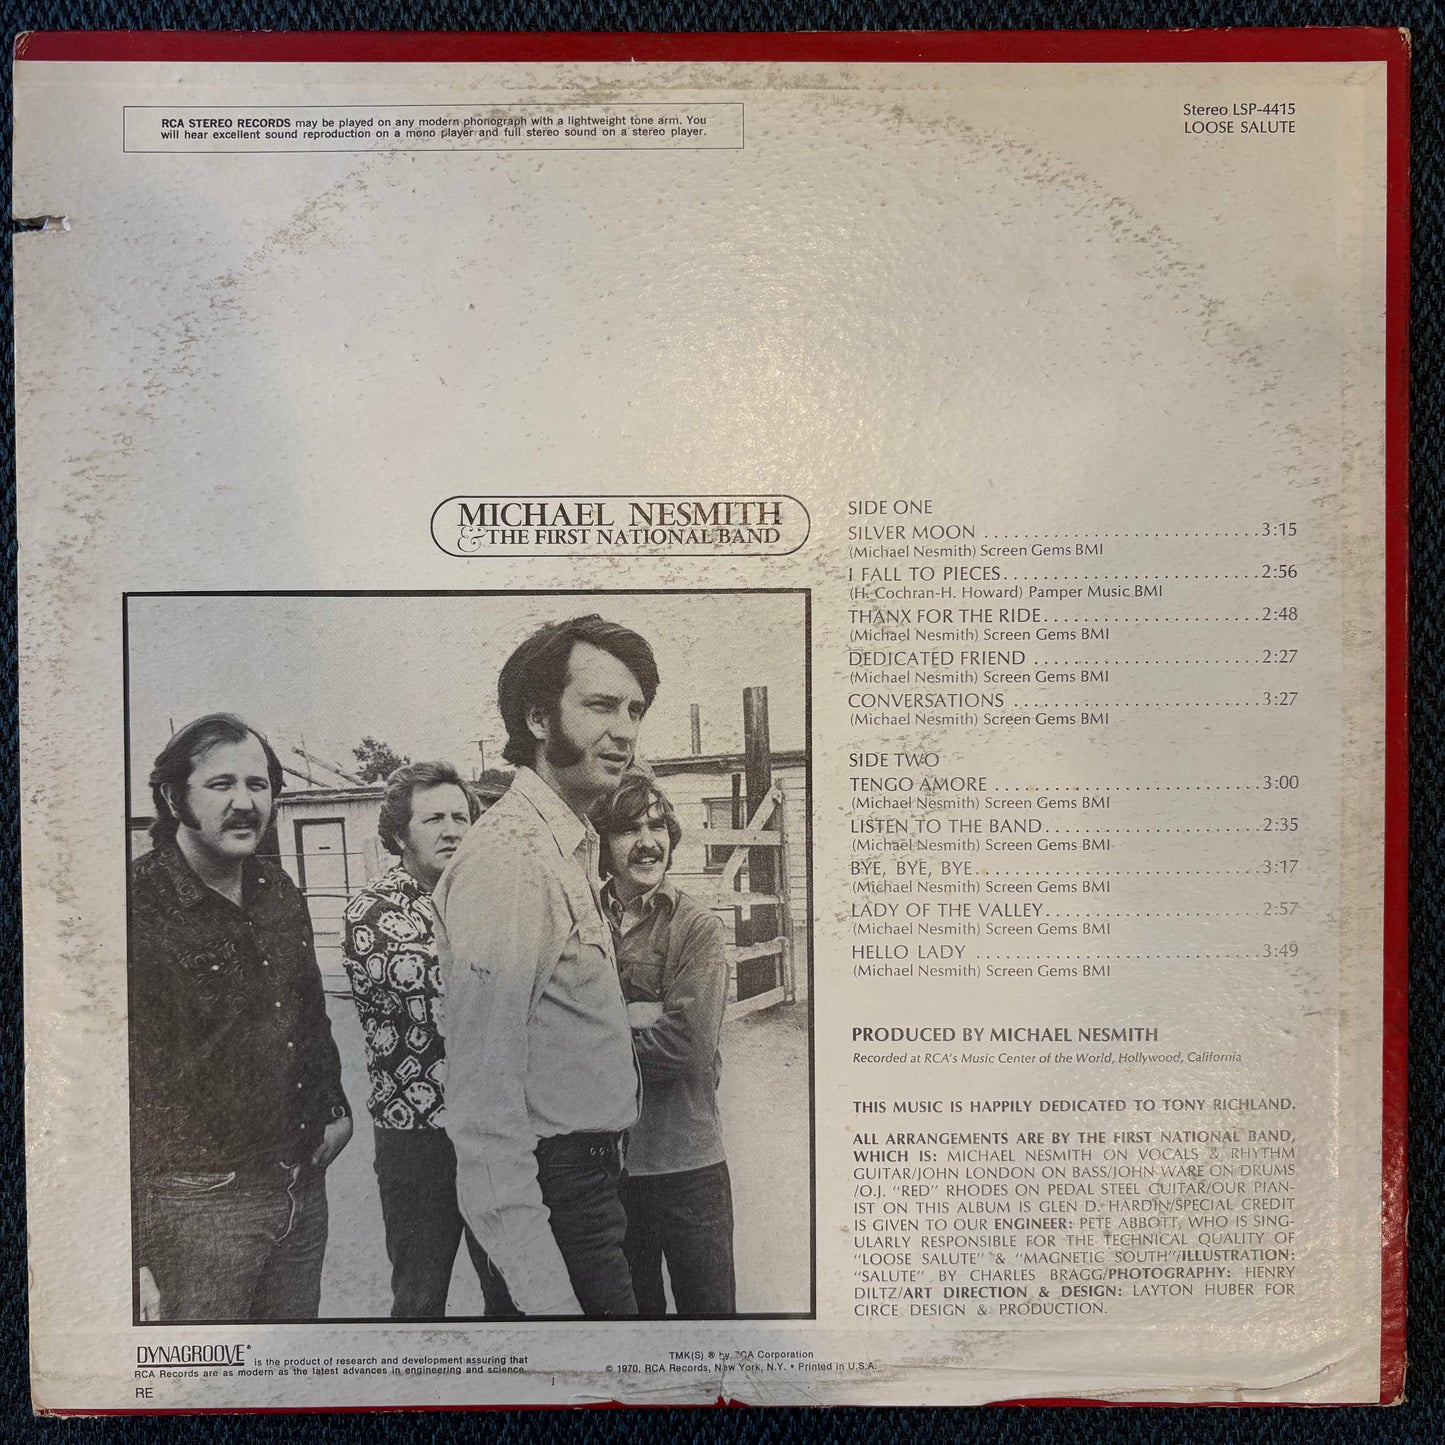 RCA STEREO RECORDS may be played on any modern phonograph with a lightweight tone arm. You
will hear excellent sound reproduction on a mono player and full stereo sound on a stereo player.
Stereo LSP-4415
LOOSE SALUTE
MICHAEL NESMITH
& THE FIRST NATIONAL BAND
SIDE ONE
SILVER MOON ............................ 3:15
(Michael Nesmith) Screen Gems BMI
I FALL TO PIECES.......................... 2:56
(H. Cochran-H. Howard) Pamper Music BMI
THANX FOR THE RIDE...................... 2:48
(Michael Nesmith) Screen Gems BMI
DEDICATED FRIEND ....................... 2:27
(Michael Nesmith) Screen Gems BMI
CONVERSATIONS ......................... 3:27
(Michael Nesmith) Screen Gems BMI
SIDE TWO
TENGO AMORE ........................... 3:00
(Michael Nesmith) Screen Gems BMI
LISTEN TO THE BAND...................... 2:35
(Michael Nesmith) Screen Gems BMI
BYE, BYE, BYE............................. 3:17
(Michael Nesmith) Screen Gems BMI
LADY OF THE VALLEY...................... 2:57
(Michael Nesmith) Screen Gems BMI
HELLO LADY ............................. 3:49
(Michael Nesmith) Screen Gems BMI
PRODUCED BY MICHAEL NESMITH
Recorded at RCA's Music Center of the World, Hollywood, California
THIS MUSIC IS HAPPILY DEDICATED TO TONY RICHLAND.
ALL ARRANGEMENTS ARE BY THE FIRST NATIONAL BAND,
WHICH IS: MICHAEL NESMITH ON VOCALS & RHYTHM
GUITAR/JOHN LONDON ON BASS/JOHN WARE ON DRUMS
/O.J. "RED" RHODES ON PEDAL STEEL GUITAR/OUR PIAN-
IST ON THIS ALBUM IS GLEN D. HARDIN/SPECIAL CREDIT
IS GIVEN TO OUR ENGINEER: PETE ABBOTT, WHO IS SING-
ULARLY RESPONSIBLE FOR THE TECHNICAL QUALITY OF
"LOOSE SALUTE" & "MAGNETIC SOUTH"/ILLUSTRATION:
"SALUTE" BY CHARLES BRAGG/PHOTOGRAPHY: HENRY
DILTZ/ART DIRECTION & DESIGN: LAYTON HUBER FOR
CIRCE DESIGN & PRODUCTION.
DYNAGROOVE® is the product of research and development assuring that
RCA Records are as modern as the latest advances in engineering and science.
RE
1
TMK(S) ® by RCA Corporation
© 1970, RCA Records, New York, N.Y. • Printed in U.S.A.